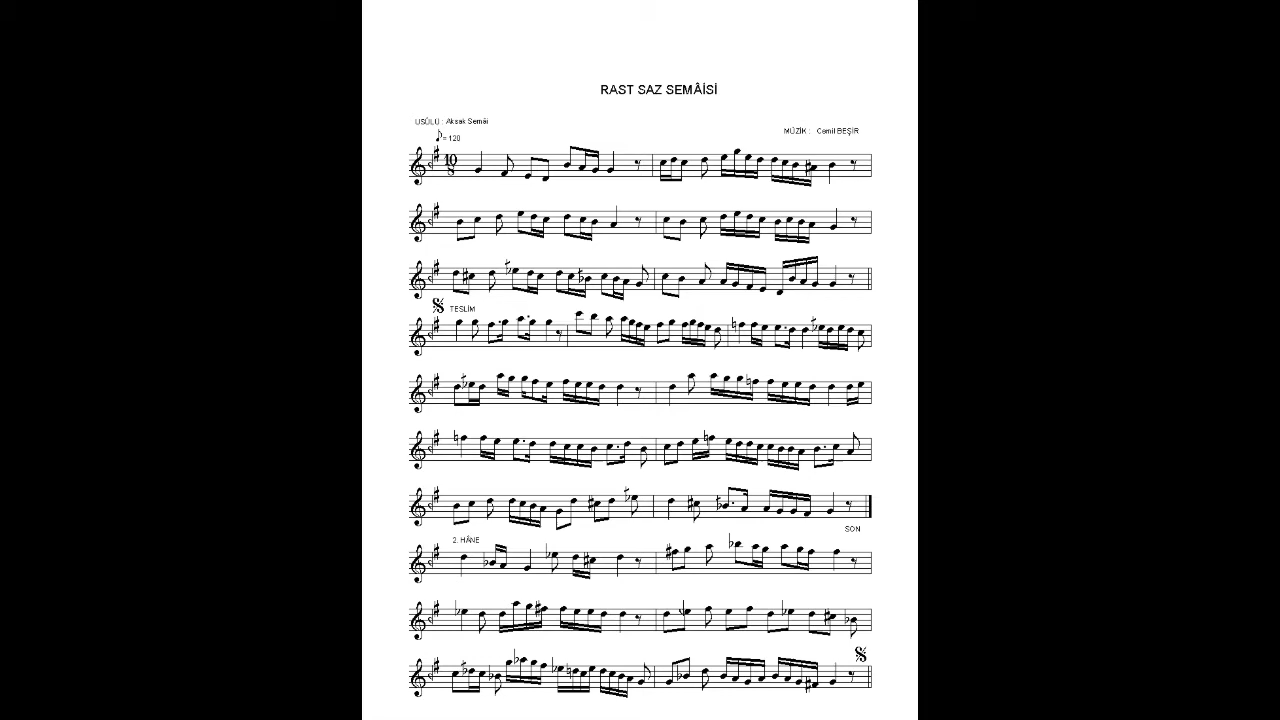 RAST SAZ SEMÂİSİ
USÛLÜ : Aksak Semâi
MÜZİK : Cemil BEŞİR
= 120
10
8
TESLİM
SON
2. HÂNE